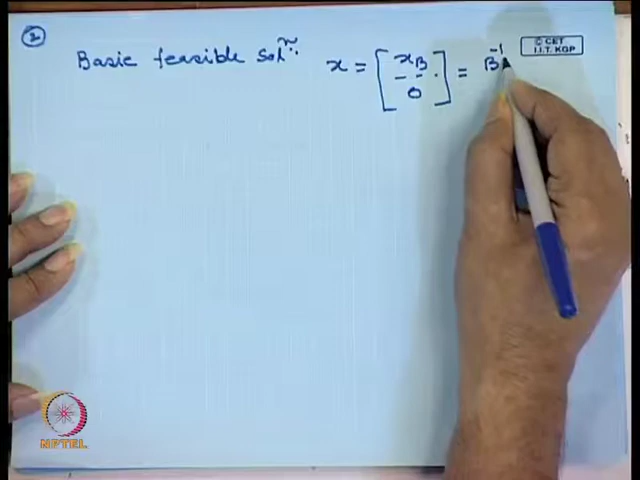 2
© CET
I.I.T. KGP
Basic feasible solⁿ: x = [ x_B / 0 ] = B⁻¹
NPTEL